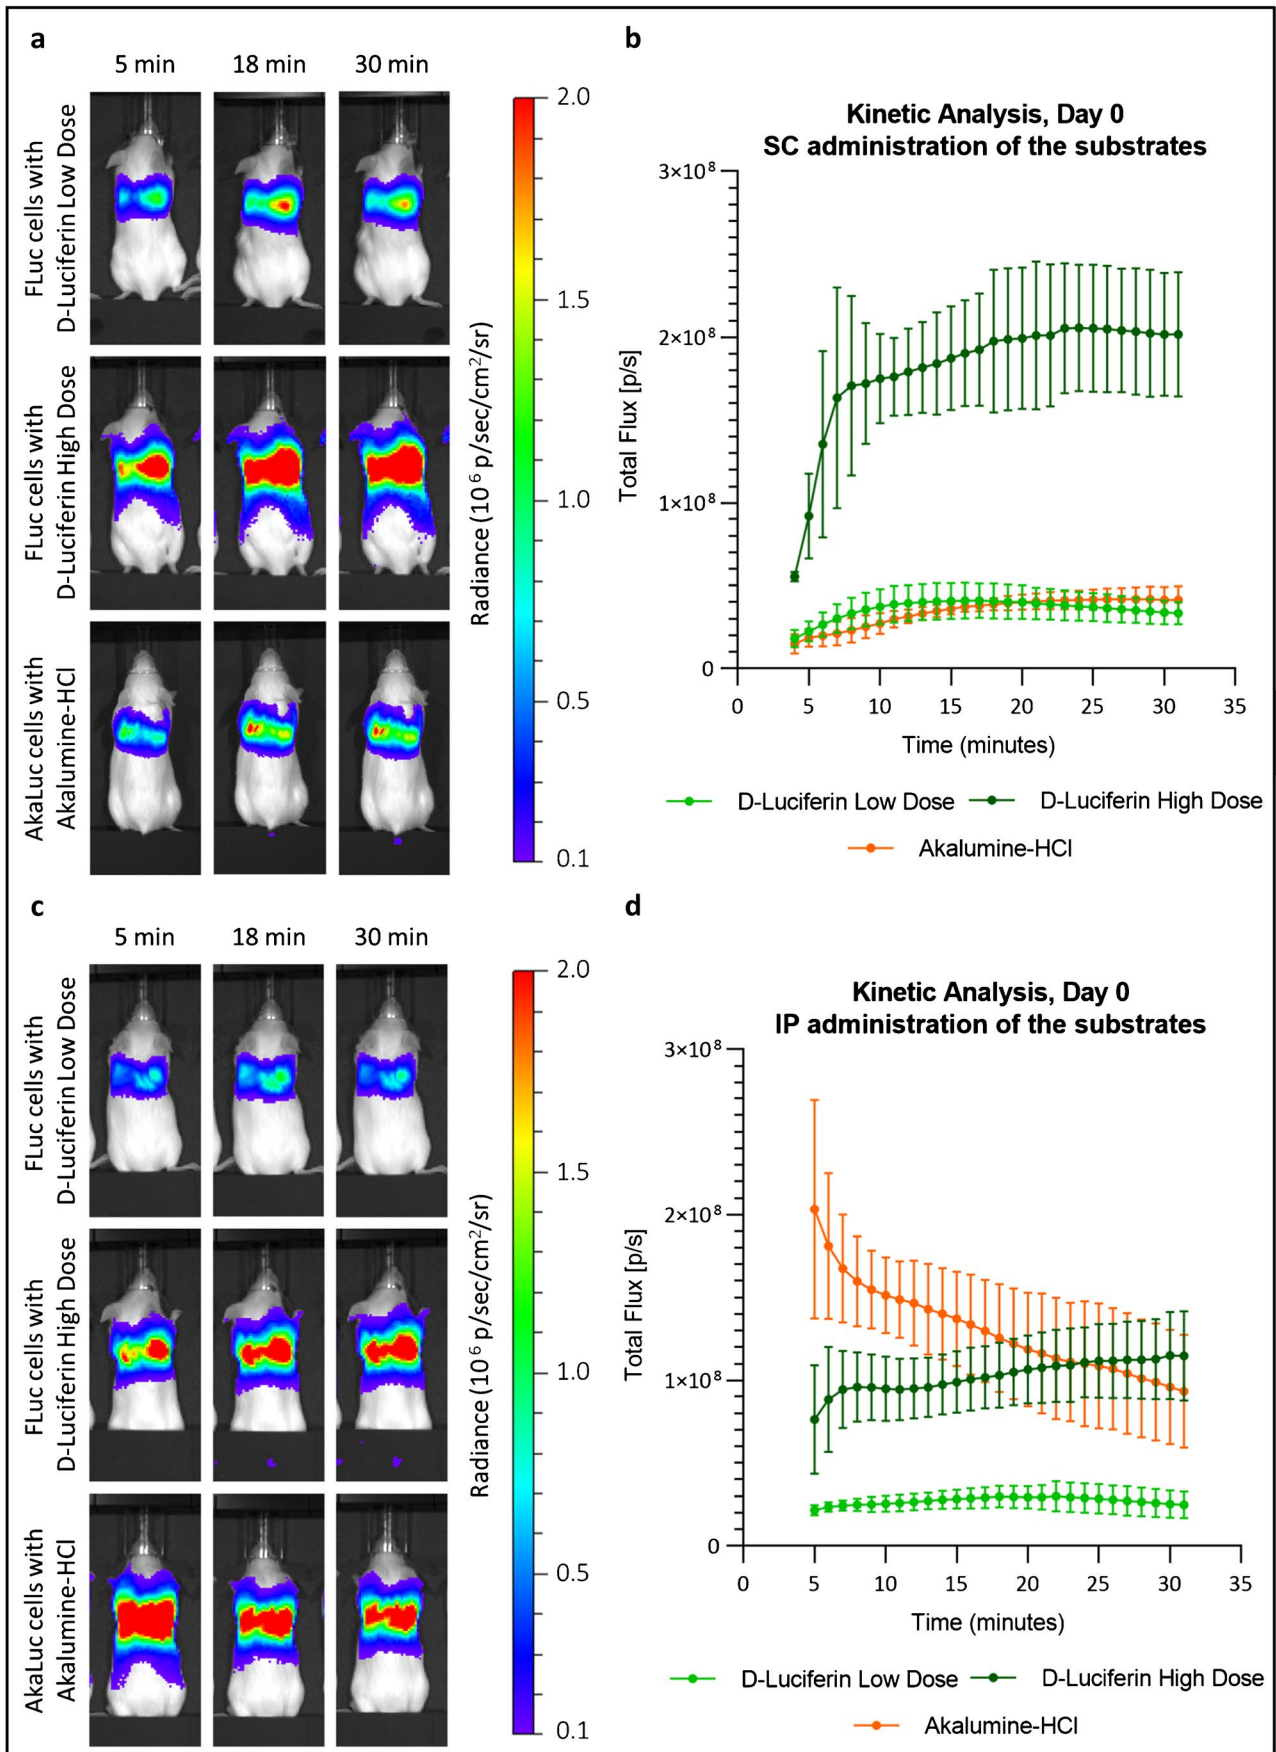 a
5 min 18 min 30 min
FLuc cells with
D-Luciferin Low Dose
FLuc cells with
D-Luciferin High Dose
AkaLuc cells with
Akalumine-HCl
2.0
1.5
1.0
0.5
0.1
Radiance (10⁶ p/sec/cm²/sr)
b
Kinetic Analysis, Day 0
SC administration of the substrates
3×10⁸
2×10⁸
1×10⁸
0
Total Flux [p/s]
0 5 10 15 20 25 30 35
Time (minutes)
D-Luciferin Low Dose D-Luciferin High Dose
Akalumine-HCl
c
5 min 18 min 30 min
FLuc cells with
D-Luciferin Low Dose
FLuc cells with
D-Luciferin High Dose
AkaLuc cells with
Akalumine-HCl
2.0
1.5
1.0
0.5
0.1
Radiance (10⁶ p/sec/cm²/sr)
d
Kinetic Analysis, Day 0
IP administration of the substrates
3×10⁸
2×10⁸
1×10⁸
0
Total Flux [p/s]
0 5 10 15 20 25 30 35
Time (minutes)
D-Luciferin Low Dose D-Luciferin High Dose
Akalumine-HCl